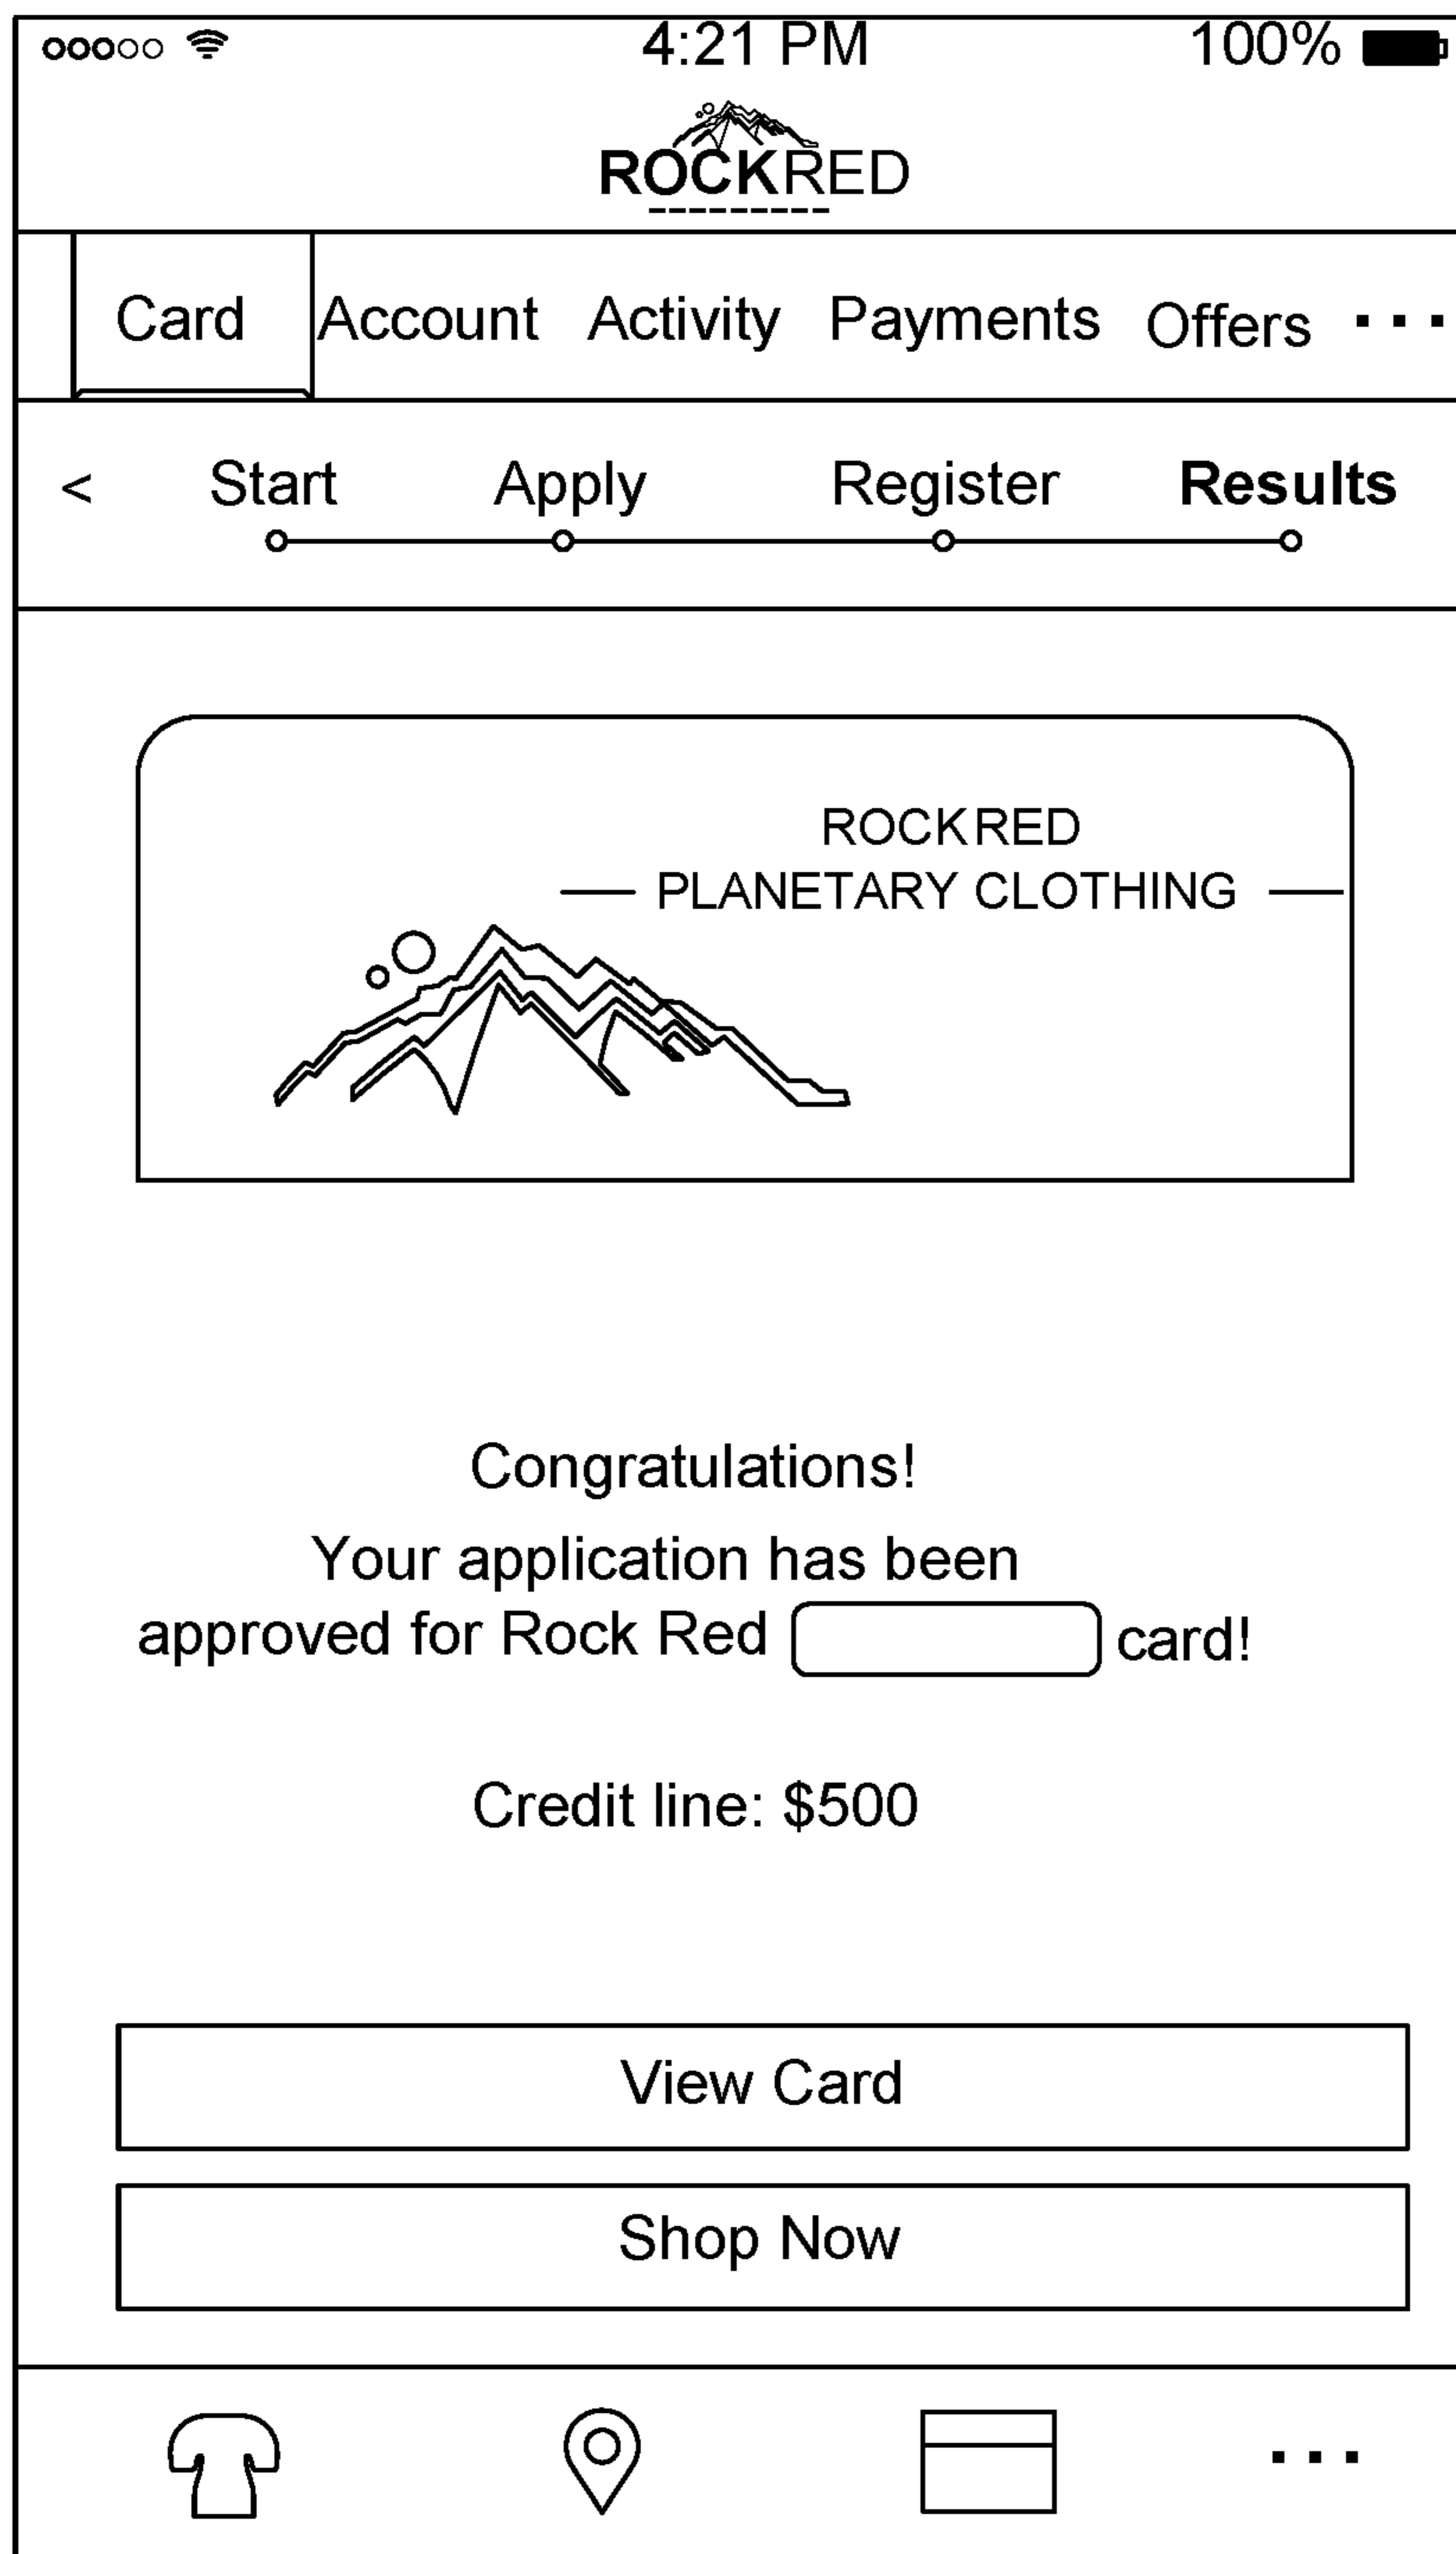 4:21 PM 100%
ROCKRED
Card Account Activity Payments Offers ...
< Start Apply Register Results
ROCKRED
— PLANETARY CLOTHING —
Congratulations!
Your application has been
approved for Rock Red card!
Credit line: $500
View Card
Shop Now
...